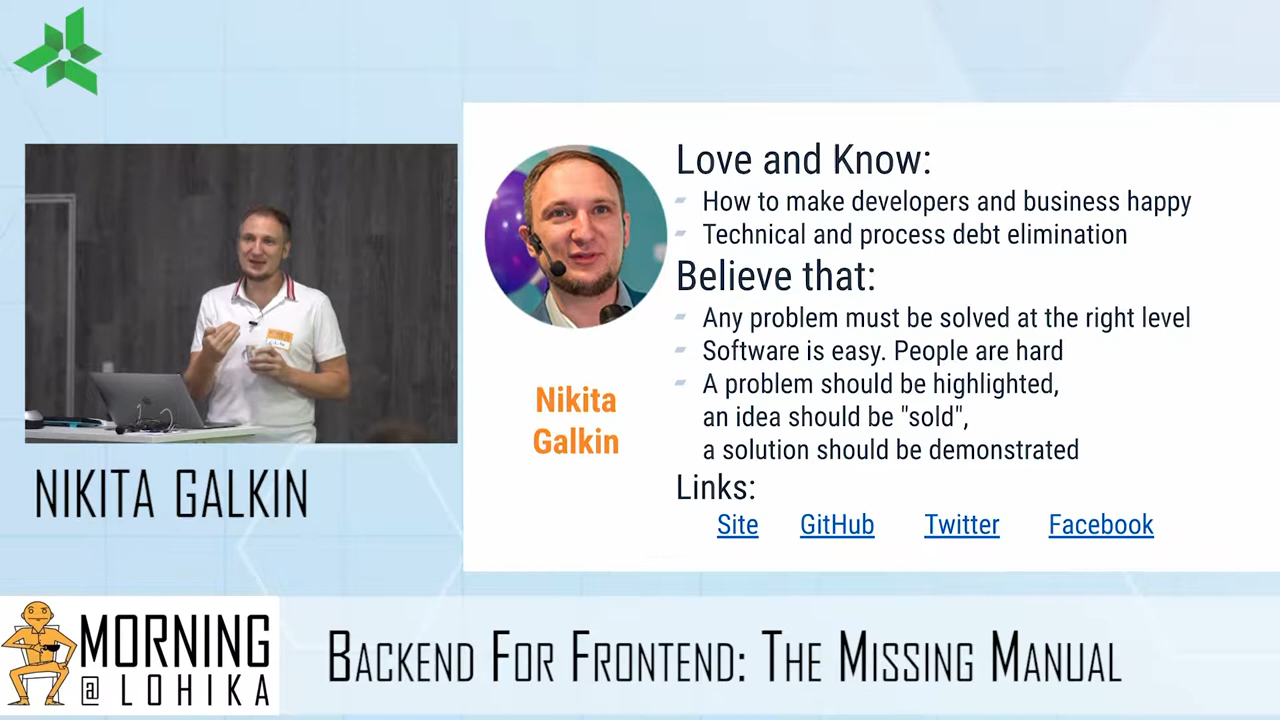 Love and Know:
How to make developers and business happy
Technical and process debt elimination
Believe that:
Any problem must be solved at the right level
Software is easy. People are hard
A problem should be highlighted,
an idea should be "sold",
a solution should be demonstrated
Links:
Site GitHub Twitter Facebook
Nikita
Galkin
NIKITA GALKIN
MORNING
@ LOHIKA
BACKEND FOR FRONTEND: THE MISSING MANUAL